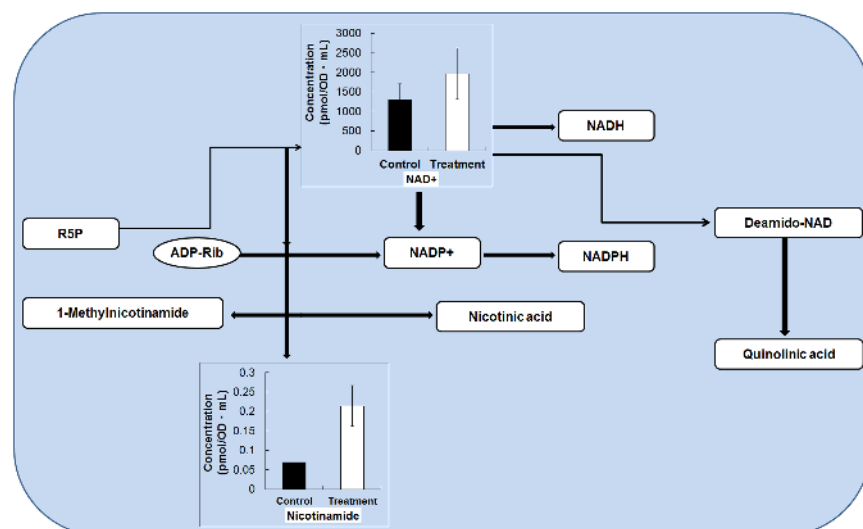 Concentration
(pmol/OD・mL)
3000
2500
2000
1500
1000
500
0
Control Treatment
NAD+
NADH
R5P
Deamido-NAD
ADP-Rib
NADP+
NADPH
1-Methylnicotinamide
Nicotinic acid
Quinolinic acid
Concentration
(pmol/OD・mL)
0.3
0.25
0.2
0.15
0.1
0.05
0
Control Treatment
Nicotinamide